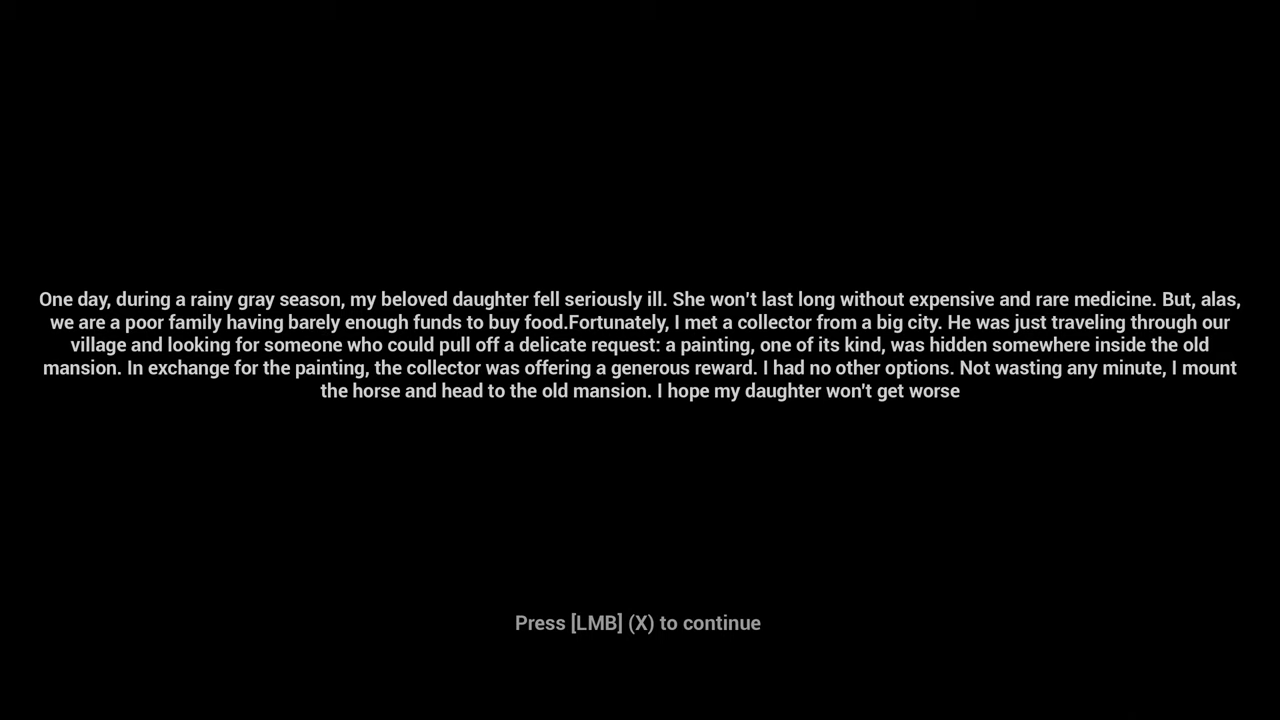 One day, during a rainy gray season, my beloved daughter fell seriously ill. She won't last long without expensive and rare medicine. But, alas,
we are a poor family having barely enough funds to buy food.Fortunately, I met a collector from a big city. He was just traveling through our
village and looking for someone who could pull off a delicate request: a painting, one of its kind, was hidden somewhere inside the old
mansion. In exchange for the painting, the collector was offering a generous reward. I had no other options. Not wasting any minute, I mount
the horse and head to the old mansion. I hope my daughter won't get worse
Press [LMB] (X) to continue